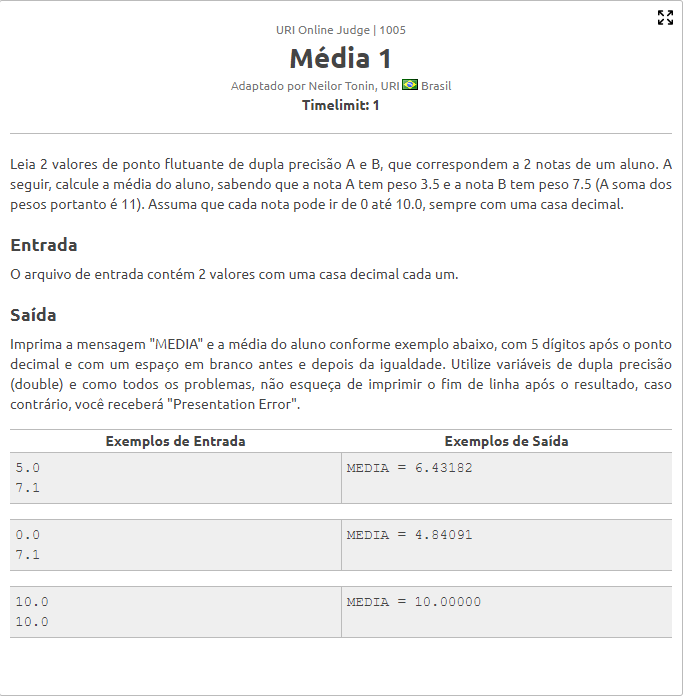 URI Online Judge | 1005
Média 1
Adaptado por Neilor Tonin, URI Brasil
Timelimit: 1
Leia 2 valores de ponto flutuante de dupla precisão A e B, que correspondem a 2 notas de um aluno. A
seguir, calcule a média do aluno, sabendo que a nota A tem peso 3.5 e a nota B tem peso 7.5 (A soma dos
pesos portanto é 11). Assuma que cada nota pode ir de 0 até 10.0, sempre com uma casa decimal.
Entrada
O arquivo de entrada contém 2 valores com uma casa decimal cada um.
Saída
Imprima a mensagem "MEDIA" e a média do aluno conforme exemplo abaixo, com 5 dígitos após o ponto
decimal e com um espaço em branco antes e depois da igualdade. Utilize variáveis de dupla precisão
(double) e como todos os problemas, não esqueça de imprimir o fim de linha após o resultado, caso
contrário, você receberá "Presentation Error".
Exemplos de Entrada Exemplos de Saída
5.0 MEDIA = 6.43182
7.1
0.0 MEDIA = 4.84091
7.1
10.0 MEDIA = 10.00000
10.0